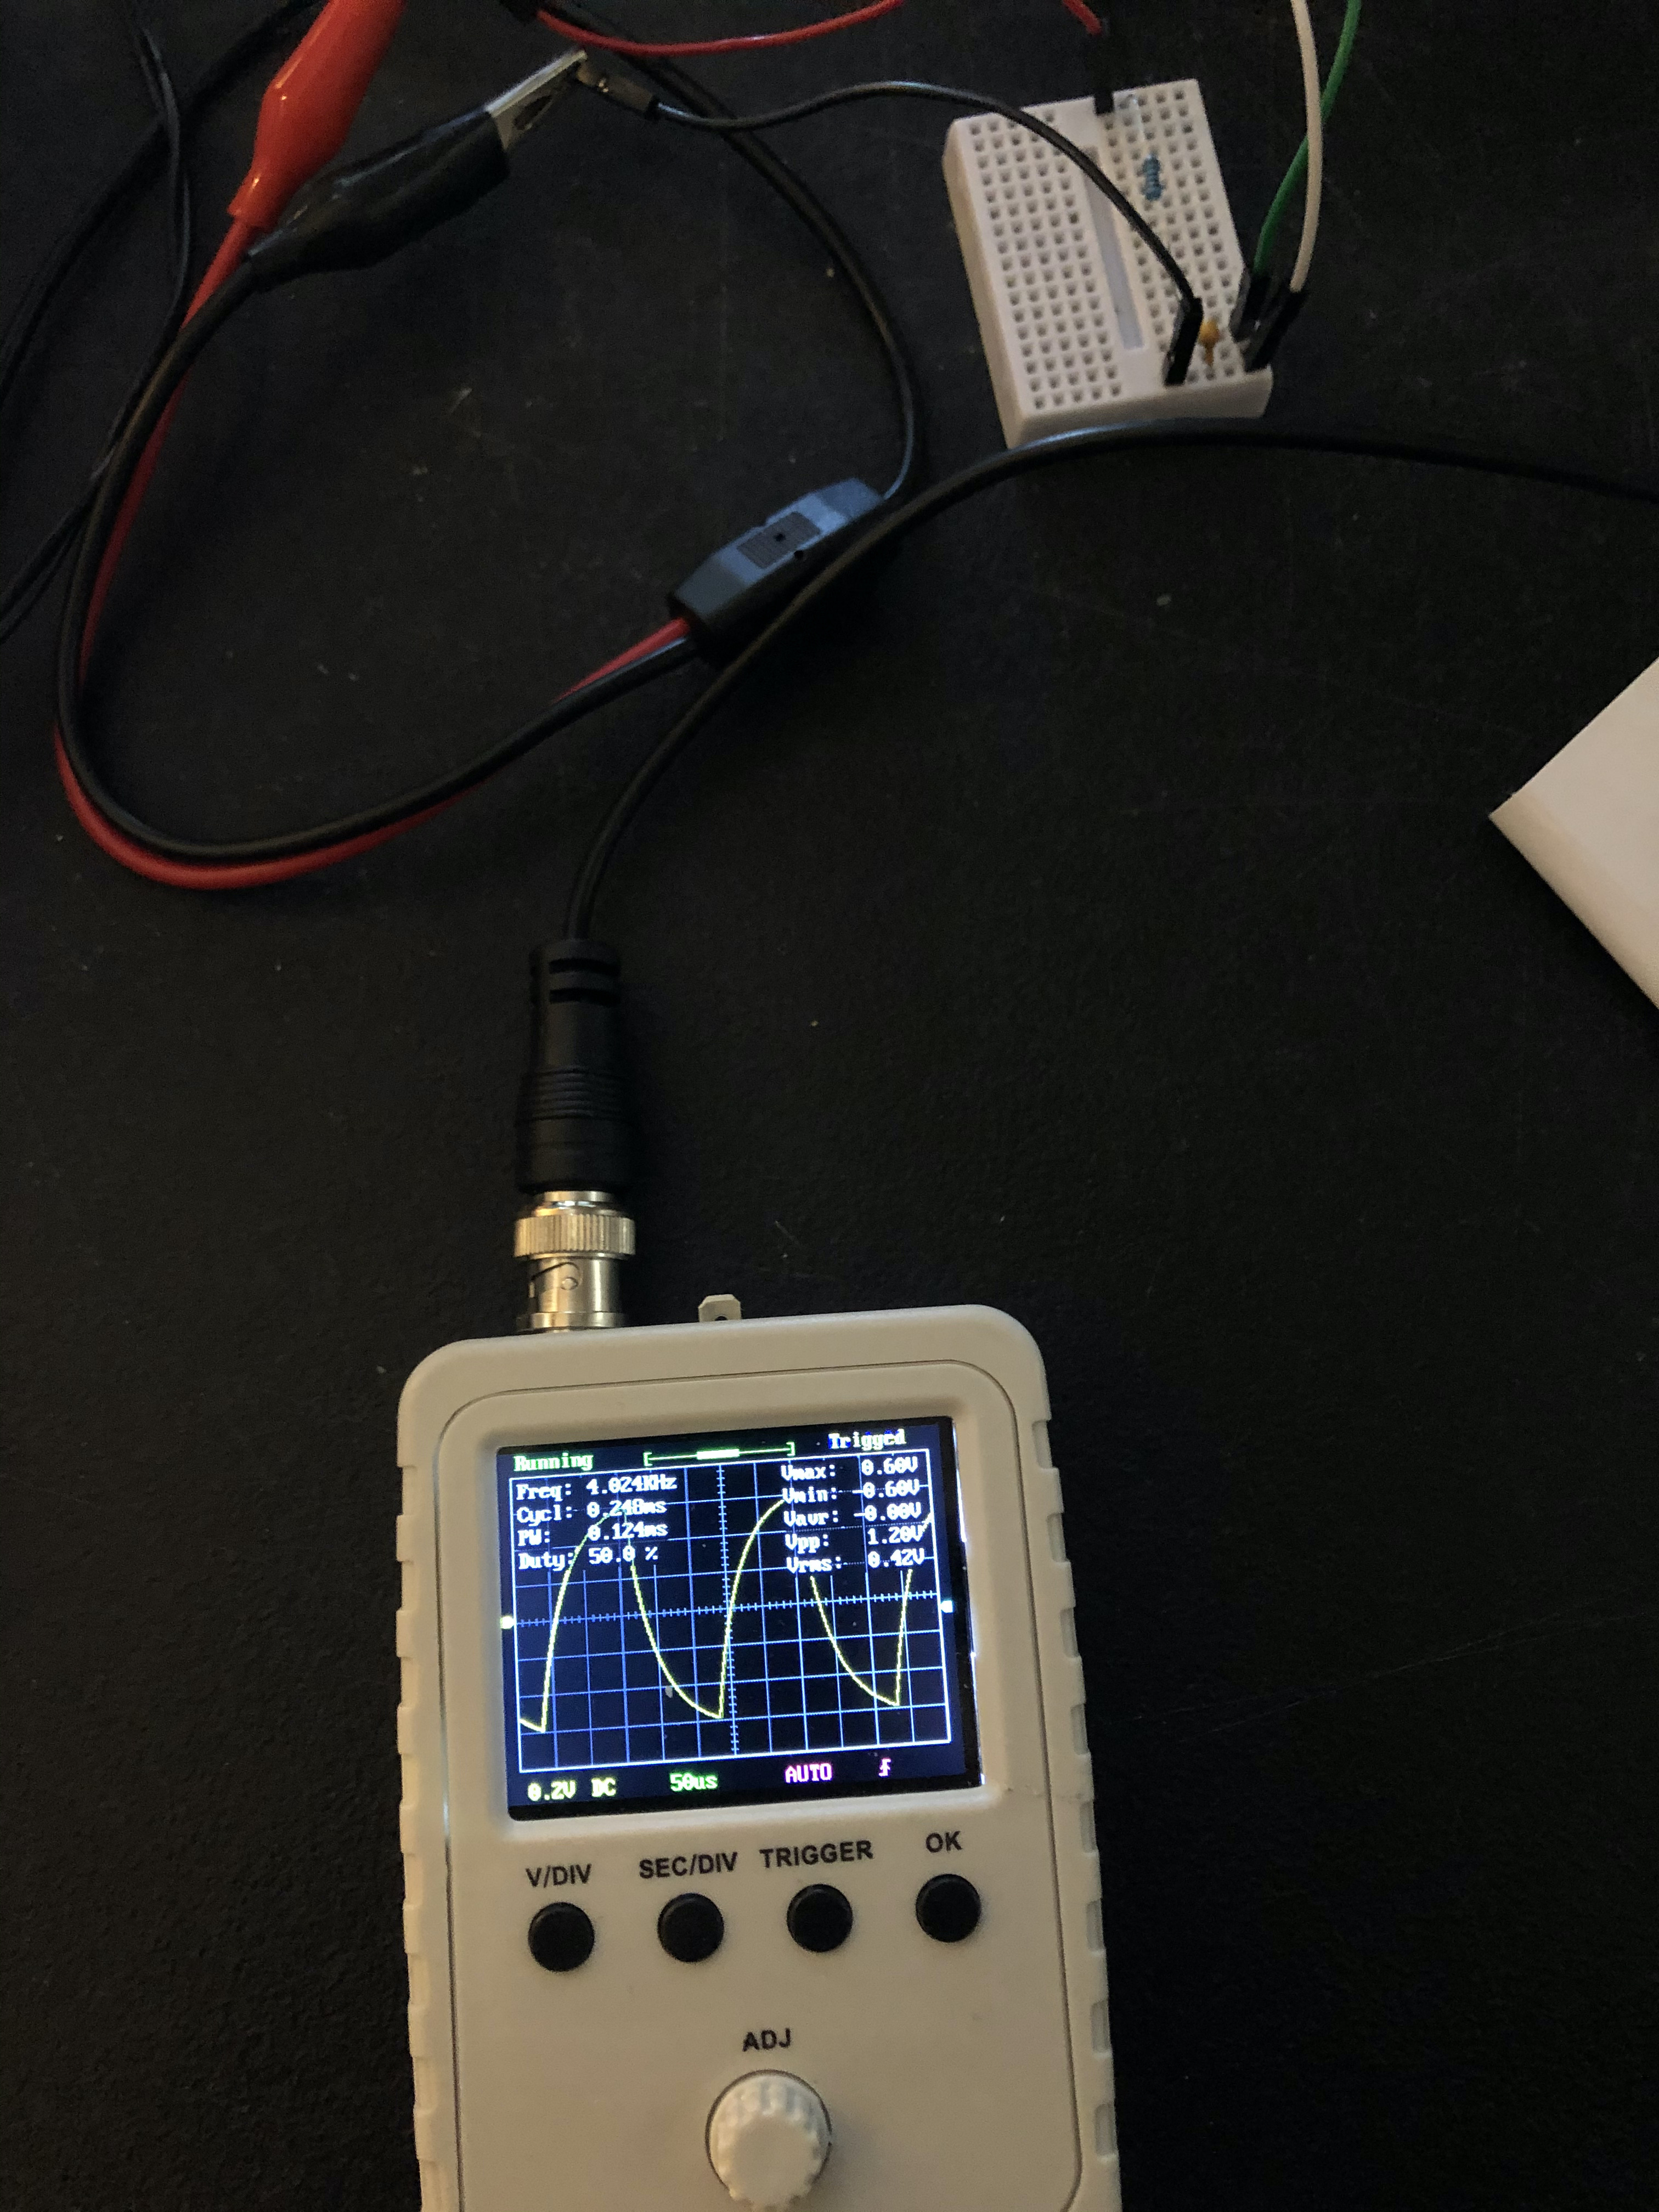 Running Trigged
Freq: 4.024KHz Vmax: 0.60V
Cycl: 0.248ms Vmin: -0.60V
PW: 0.124ms Vavr: -0.00V
Duty: 50.0 % Vpp: 1.20V
Vrms: 0.42V
0.2V DC 50us AUTO
V/DIV SEC/DIV TRIGGER OK
ADJ